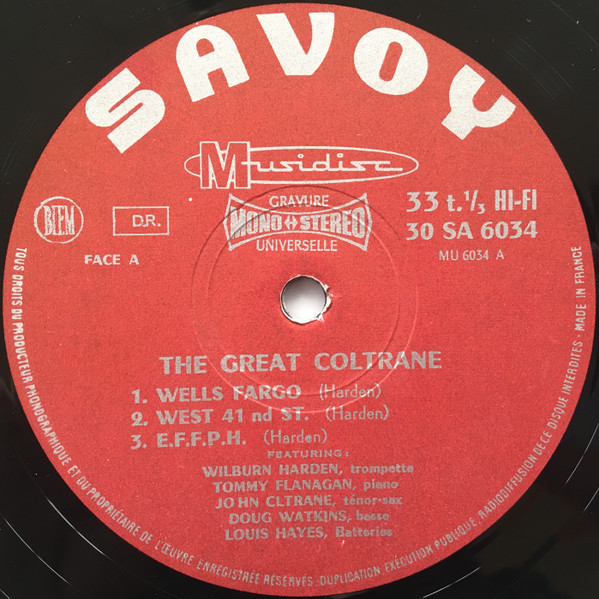 SAVOY
Musidisc
GRAVURE
MONO ↔ STEREO
UNIVERSELLE
BIEM
D.R.
FACE A
33 t.1/3 HI-FI
30 SA 6034
MU 6034 A
THE GREAT COLTRANE
1. WELLS FARGO (Harden)
2. WEST 41 nd ST. (Harden)
3. E.F.F.P.H. (Harden)
FEATURING:
WILBURN HARDEN, trompette
TOMMY FLANAGAN, piano
JOHN CLTRANE, ténor-sax
DOUG WATKINS, basse
LOUIS HAYES, Batteries
TOUS DROITS DU PRODUCTEUR PHONOGRAPHIQUE ET DU PROPRIÉTAIRE DE L'ŒUVRE ENREGISTRÉE RÉSERVÉS - DUPLICATION - EXÉCUTION PUBLIQUE - RADIODIFFUSION DE CE DISQUE INTERDITES - MADE IN FRANCE